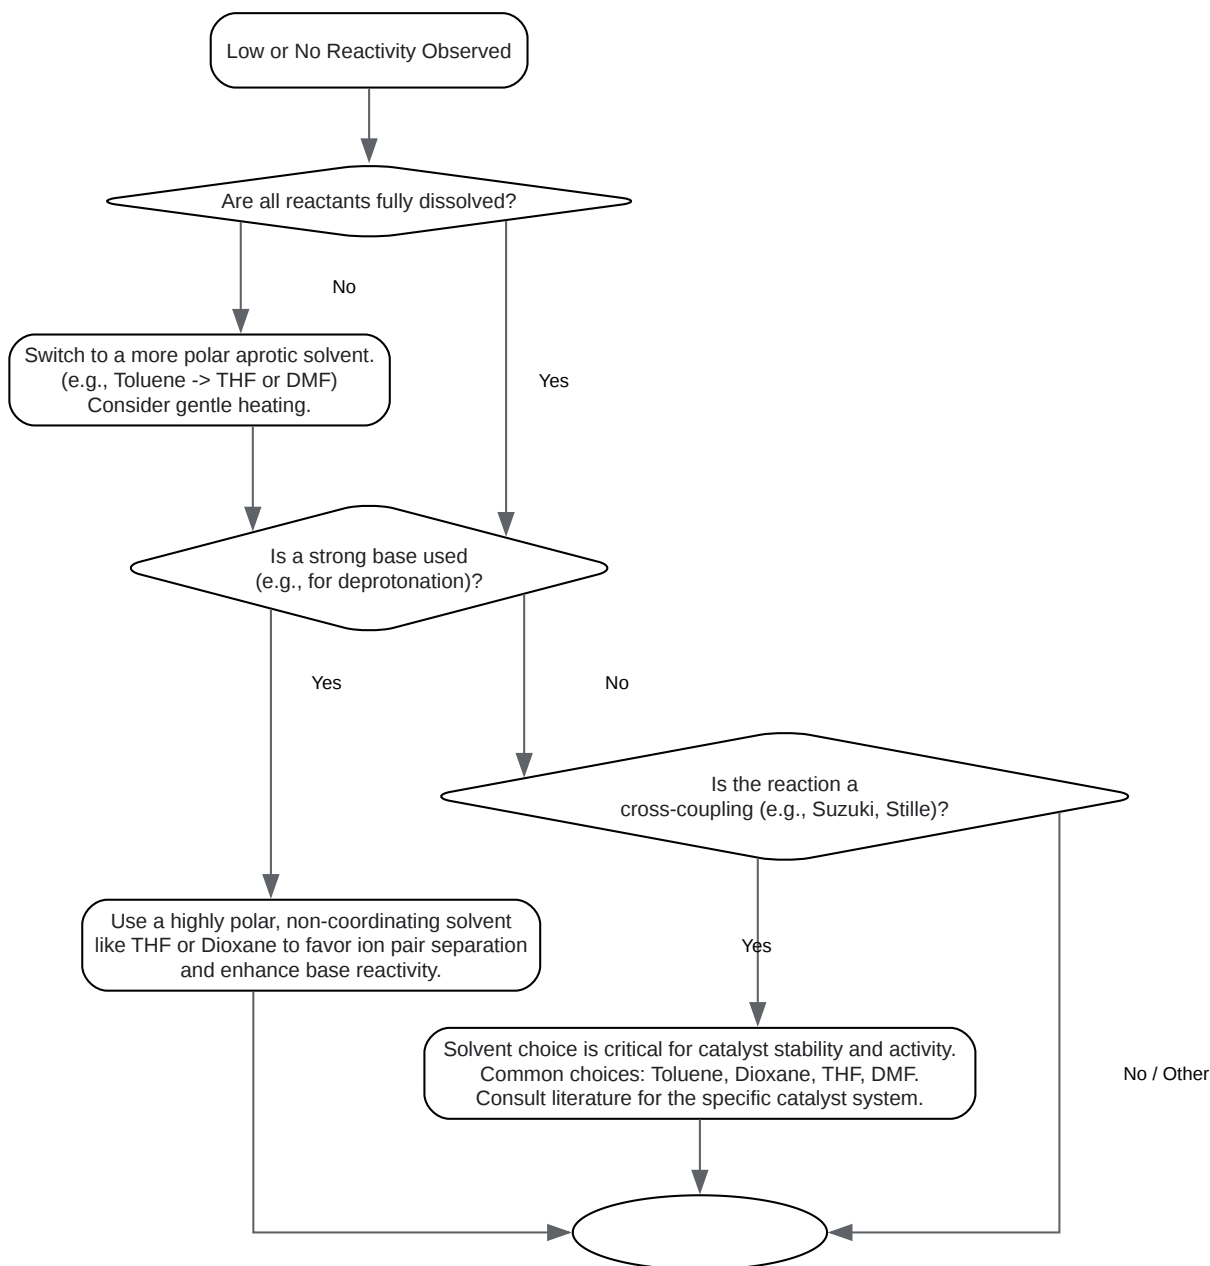 Low or No Reactivity Observed
Are all reactants fully dissolved?
No
Switch to a more polar aprotic solvent.
(e.g., Toluene -> THF or DMF)
Consider gentle heating.
Yes
Is a strong base used
(e.g., for deprotonation)?
Yes
No
Is the reaction a
cross-coupling (e.g., Suzuki, Stille)?
Use a highly polar, non-coordinating solvent
like THF or Dioxane to favor ion pair separation
and enhance base reactivity.
Yes
Solvent choice is critical for catalyst stability and activity.
Common choices: Toluene, Dioxane, THF, DMF.
Consult literature for the specific catalyst system.
No / Other